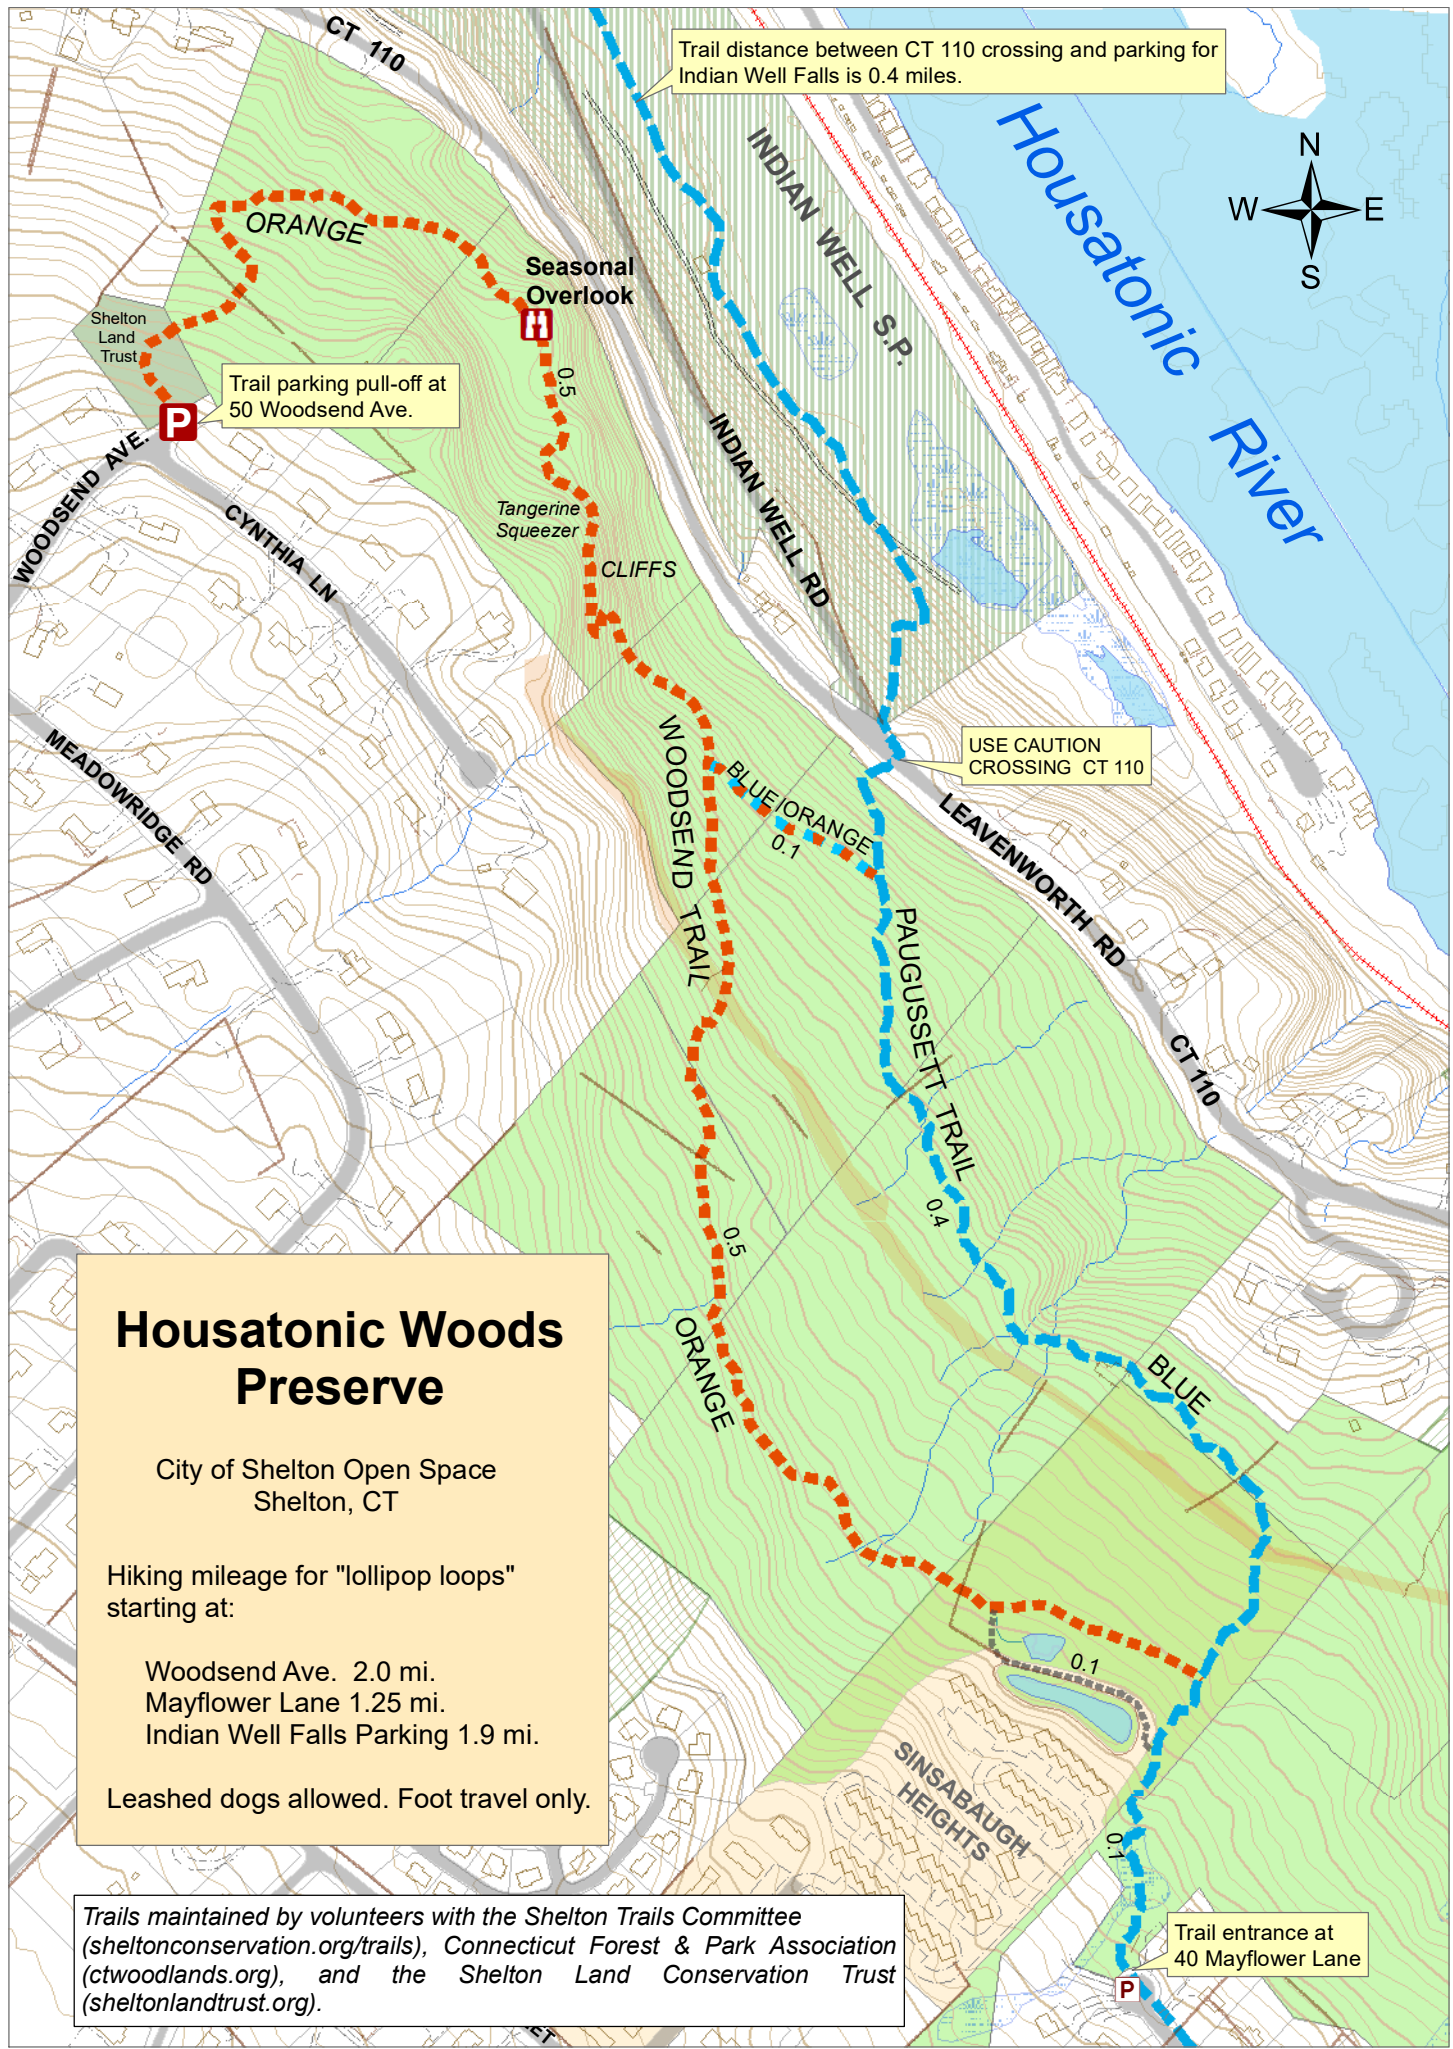 CT 110
Trail distance between CT 110 crossing and parking for
Indian Well Falls is 0.4 miles.
Housatonic
River
N
W E
S
INDIAN WELL S.P.
ORANGE
Seasonal
Overlook
Shelton
Land
Trust
0.5
Trail parking pull-off at
50 Woodsend Ave.
P
WOODSEND AVE.
CYNTHIA LN
INDIAN WELL RD
Tangerine
Squeezer
CLIFFS
MEADOWRIDGE RD
WOODSEND TRAIL
BLUE/ORANGE
0.1
USE CAUTION
CROSSING CT 110
LEAVENWORTH RD
CT 110
PAUGUSSETT TRAIL
0.4
0.5
ORANGE
BLUE
Housatonic Woods
Preserve
City of Shelton Open Space
Shelton, CT
Hiking mileage for "lollipop loops"
starting at:
Woodsend Ave. 2.0 mi.
Mayflower Lane 1.25 mi.
Indian Well Falls Parking 1.9 mi.
Leashed dogs allowed. Foot travel only.
0.1
SINSABAUGH
HEIGHTS
0.1
Trails maintained by volunteers with the Shelton Trails Committee
(sheltonconservation.org/trails), Connecticut Forest & Park Association
(ctwoodlands.org), and the Shelton Land Conservation Trust
(sheltonlandtrust.org).
Trail entrance at
40 Mayflower Lane
P